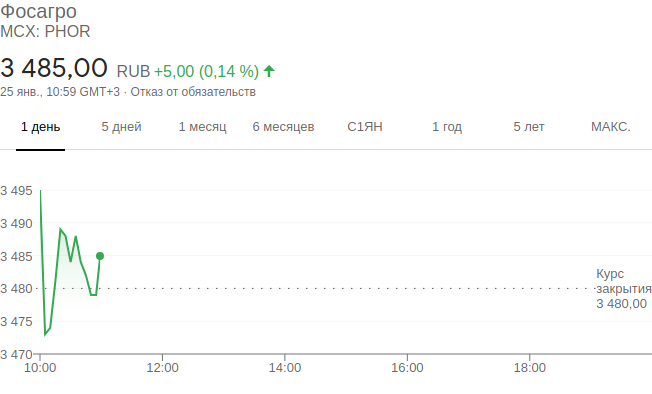 Фосагро
MCX: PHOR
3 485,00 RUB +5,00 (0,14 %)
25 янв., 10:59 GMT+3 · Отказ от обязательств
1 день 5 дней 1 месяц 6 месяцев С1ЯН 1 год 5 лет МАКС.
3 495
3 490
3 485
3 480
3 475
3 470
Курс
закрытия
3 480,00
10:00 12:00 14:00 16:00 18:00